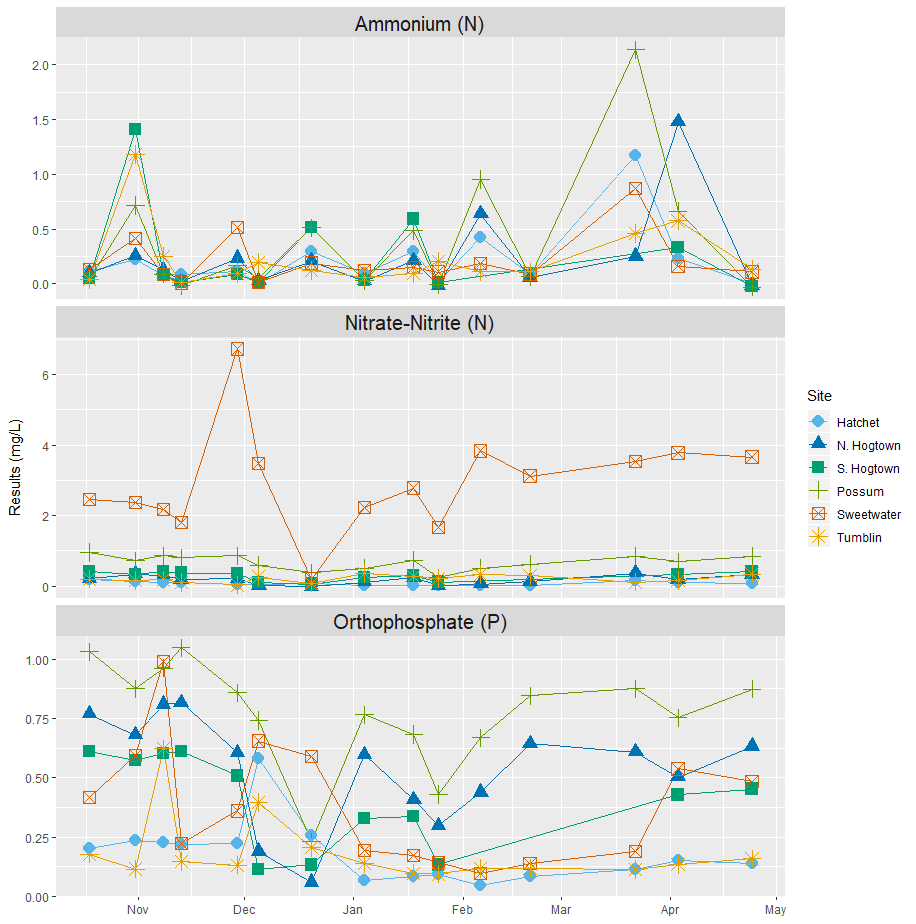 Ammonium (N)
2.0
1.5
1.0
0.5
0.0
Nitrate-Nitrite (N)
6
4
2
0
Results (mg/L)
Orthophosphate (P)
1.00
0.75
0.50
0.25
0.00
Nov Dec Jan Feb Mar Apr May
Site
Hatchet
N. Hogtown
S. Hogtown
Possum
Sweetwater
Tumblin